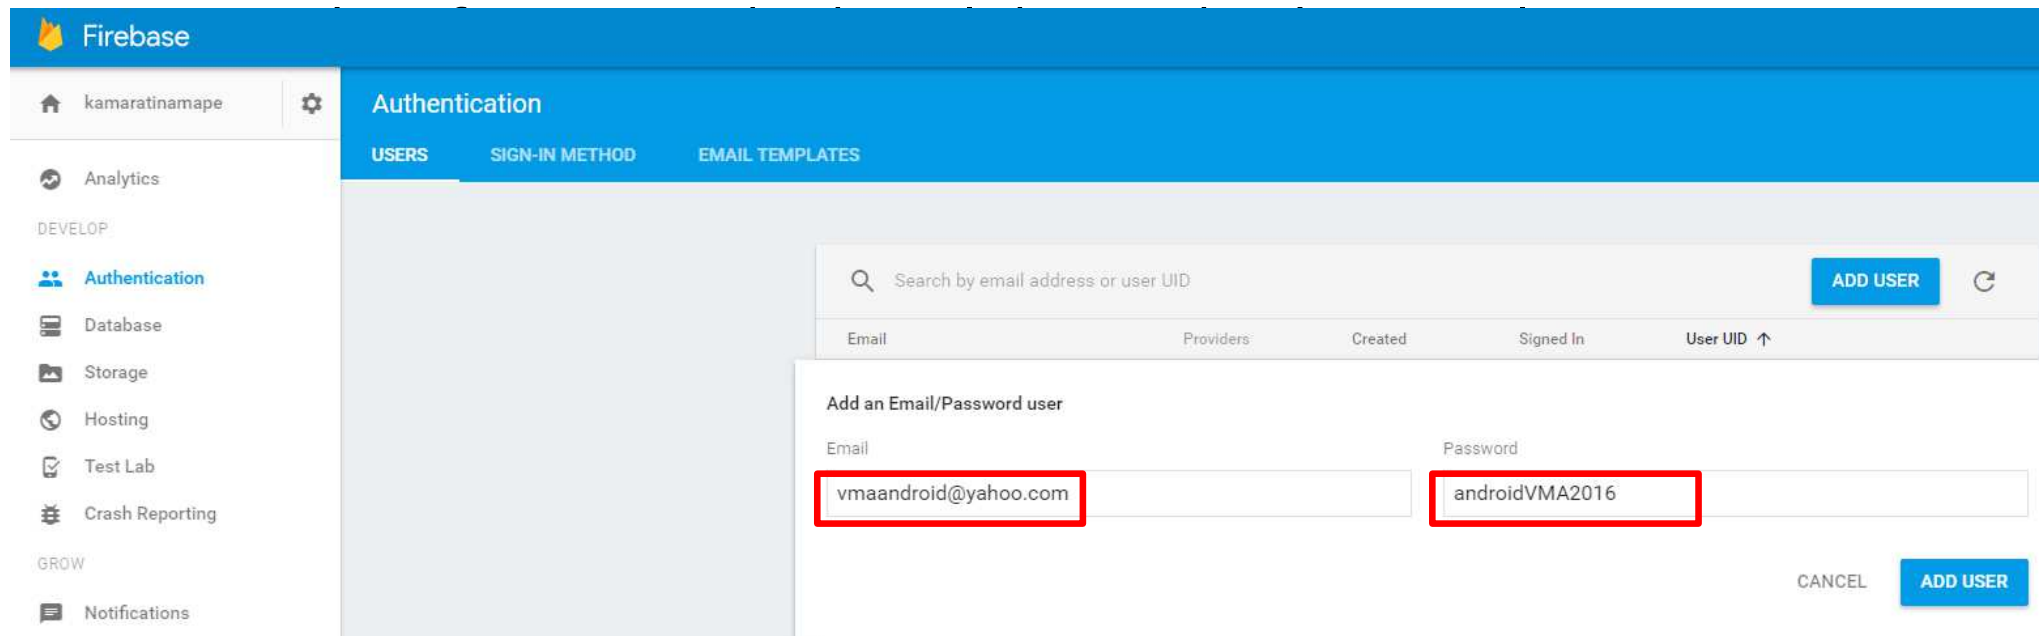 Firebase
kamaratinamape
Authentication
USERS SIGN-IN METHOD EMAIL TEMPLATES
Analytics
DEVELOP
Authentication
Database
Storage
Hosting
Test Lab
Crash Reporting
GROW
Notifications
Search by email address or user UID ADD USER
Email Providers Created Signed In User UID ↑
Add an Email/Password user
Email Password
vmaandroid@yahoo.com androidVMA2016
CANCEL ADD USER